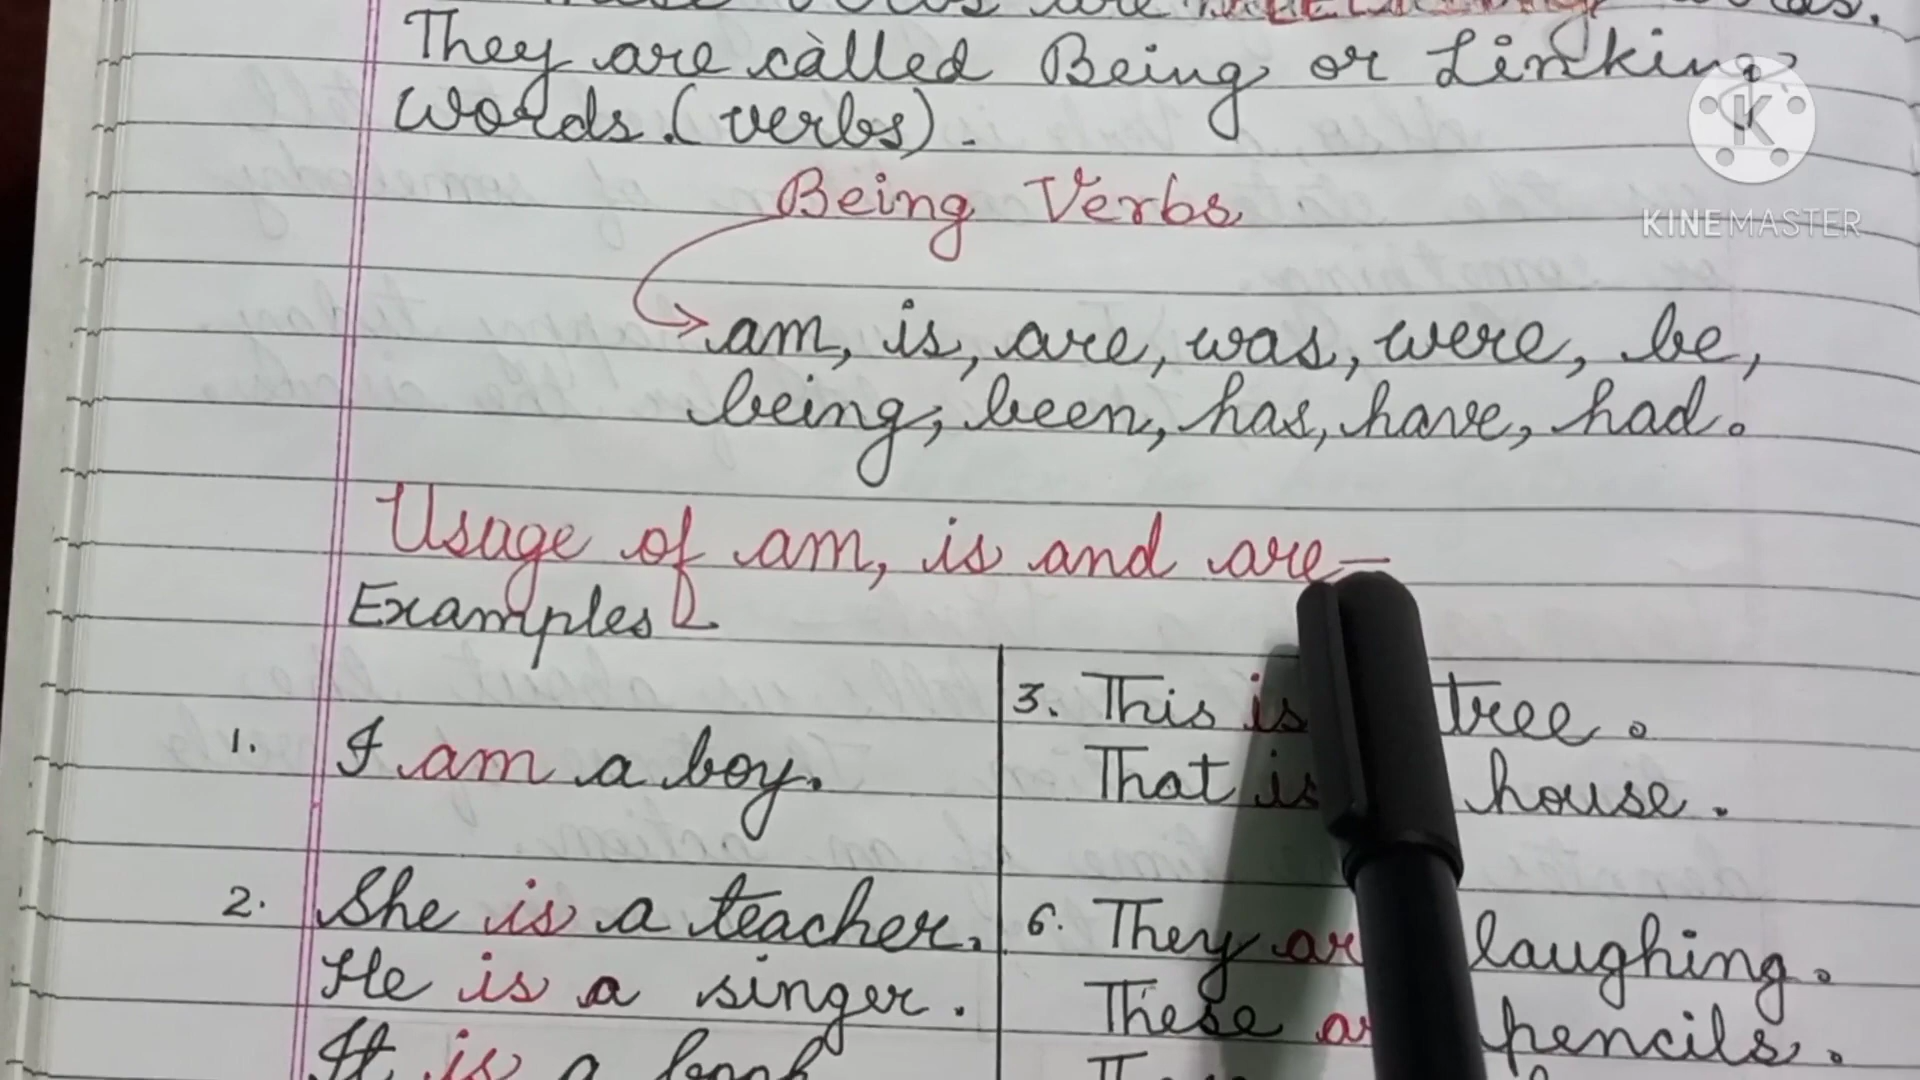 They are called Being or Linking
Words. (verbs).
Being Verbs
am, is, are, was, were, be,
being, been, has, have, had.
Usage of am, is and are-
Examples
1. I am a boy.
2. She is a teacher.
He is a singer.
It is a
3. This is tree.
That is house.
6. They laughing.
These pencils.
K
KINEMASTER